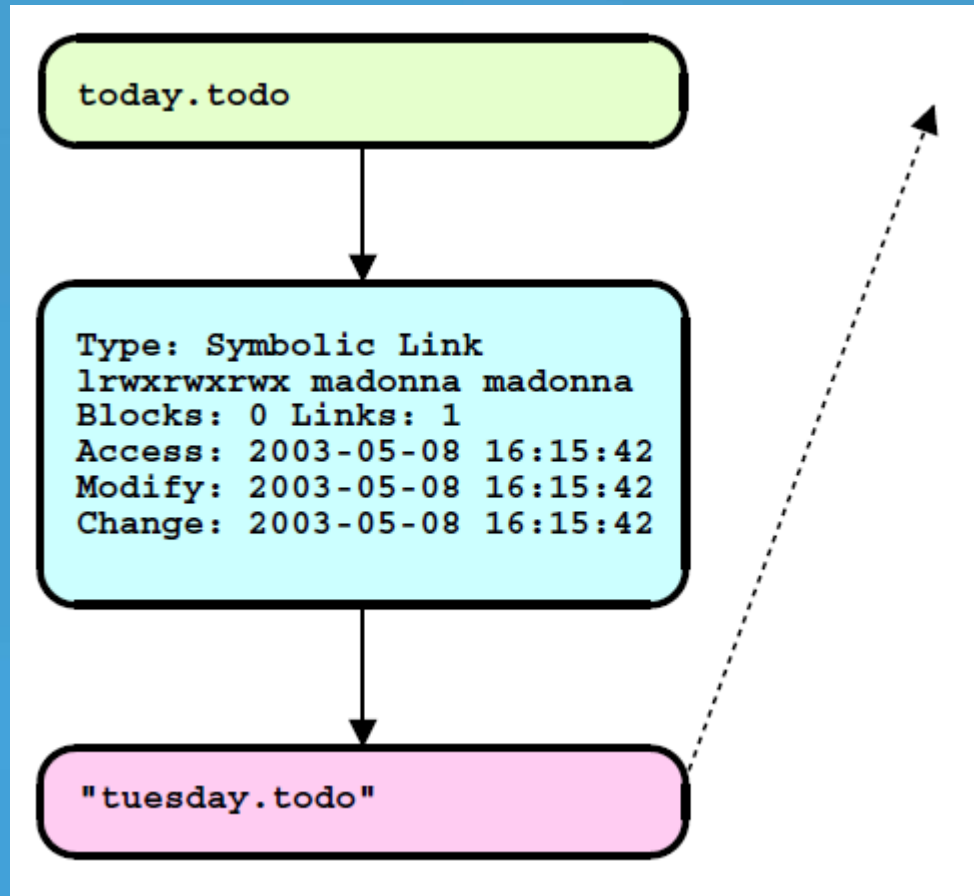 today.todo
Type: Symbolic Link
lrwxrwxrwx madonna madonna
Blocks: 0 Links: 1
Access: 2003-05-08 16:15:42
Modify: 2003-05-08 16:15:42
Change: 2003-05-08 16:15:42
"tuesday.todo"